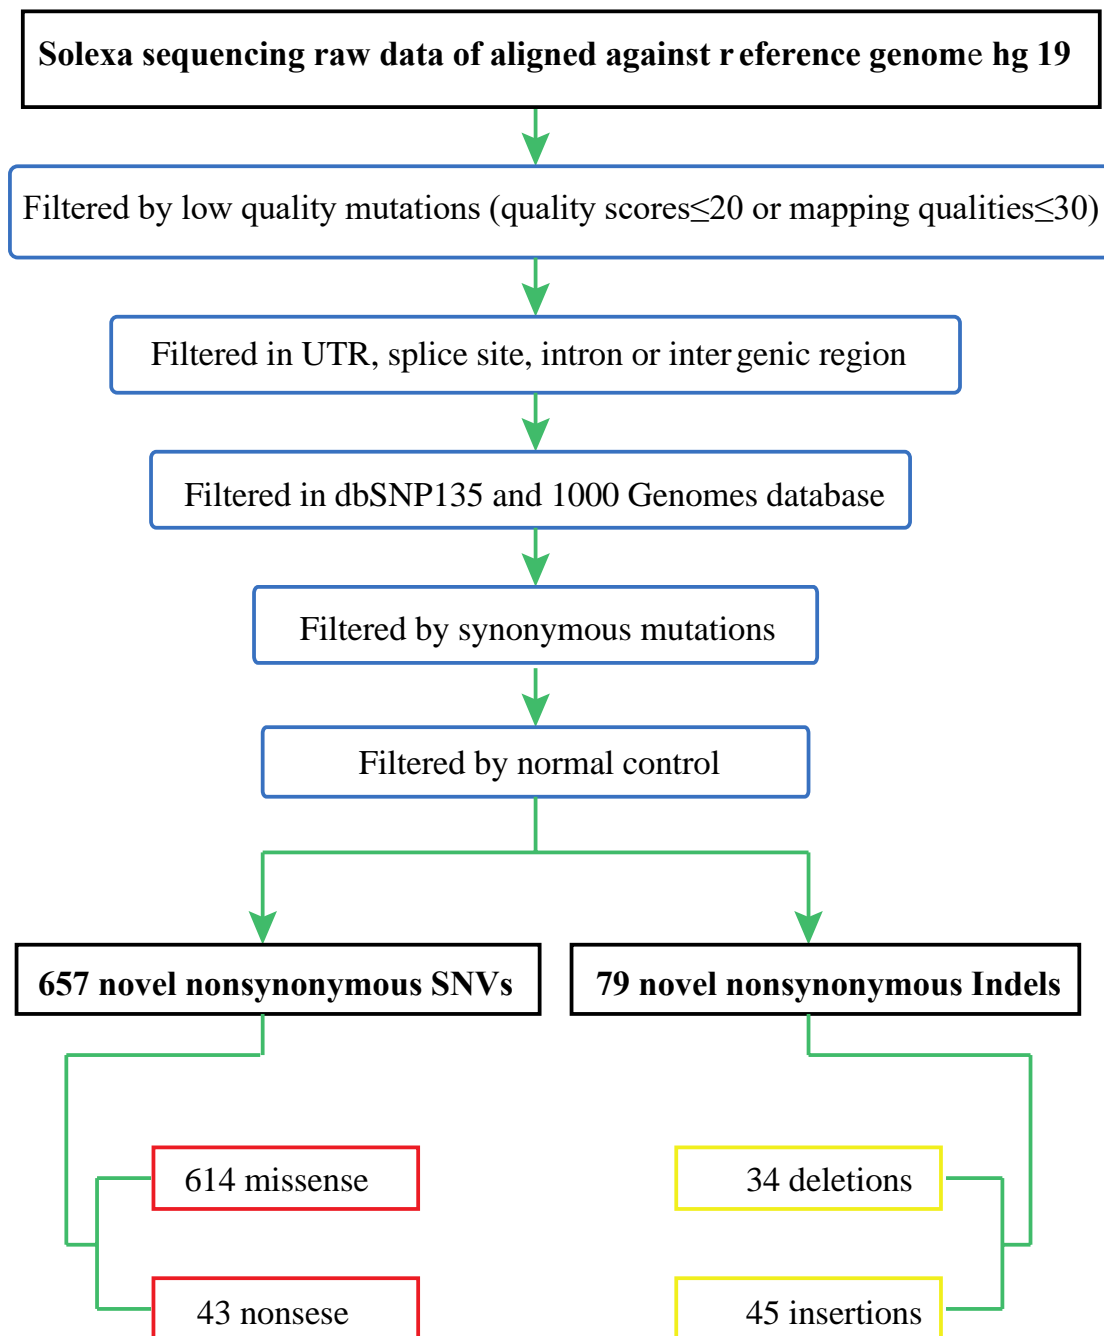 Solexa sequencing raw data of aligned against reference genome hg 19
Filtered by low quality mutations (quality scores≤20 or mapping qualities≤30)
Filtered in UTR, splice site, intron or intergenic region
Filtered in dbSNP135 and 1000 Genomes database
Filtered by synonymous mutations
Filtered by normal control
657 novel nonsynonymous SNVs
79 novel nonsynonymous Indels
614 missense
34 deletions
43 nonsese
45 insertions